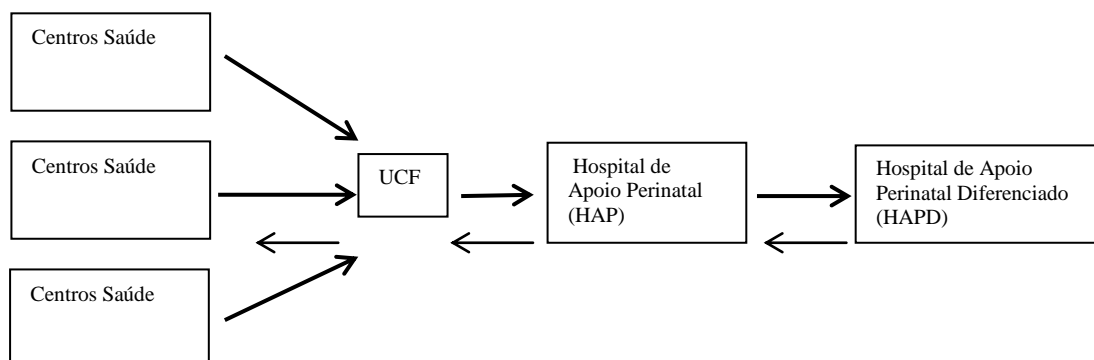 Centros Saúde
Centros Saúde
Centros Saúde
UCF
Hospital de
Apoio Perinatal
(HAP)
Hospital de Apoio
Perinatal Diferenciado
(HAPD)